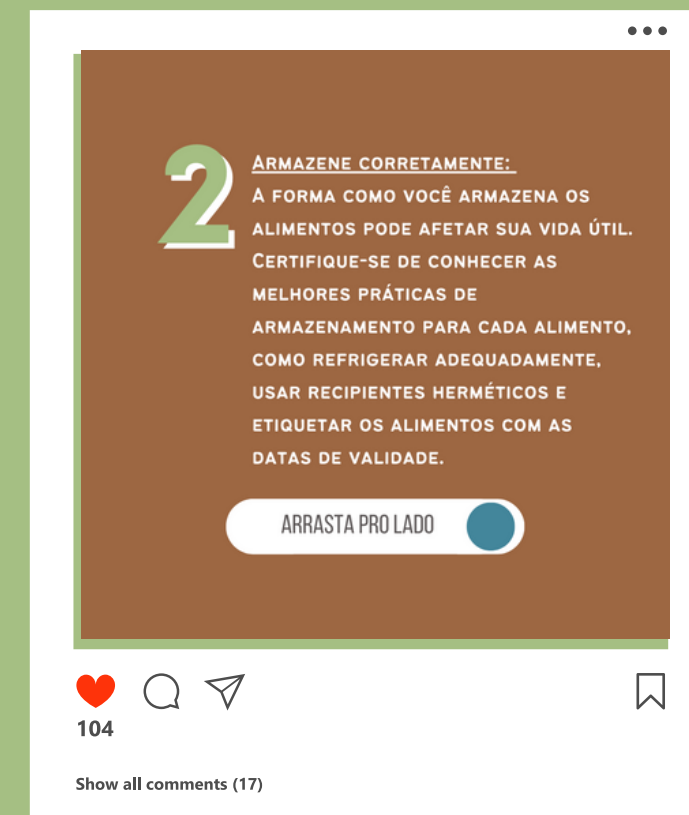 2
ARMAZENE CORRETAMENTE:
A FORMA COMO VOCÊ ARMAZENA OS
ALIMENTOS PODE AFETAR SUA VIDA ÚTIL.
CERTIFIQUE-SE DE CONHECER AS
MELHORES PRÁTICAS DE
ARMAZENAMENTO PARA CADA ALIMENTO,
COMO REFRIGERAR ADEQUADAMENTE,
USAR RECIPIENTES HERMÉTICOS E
ETIQUETAR OS ALIMENTOS COM AS
DATAS DE VALIDADE.
ARRASTA PRO LADO
104
Show all comments (17)